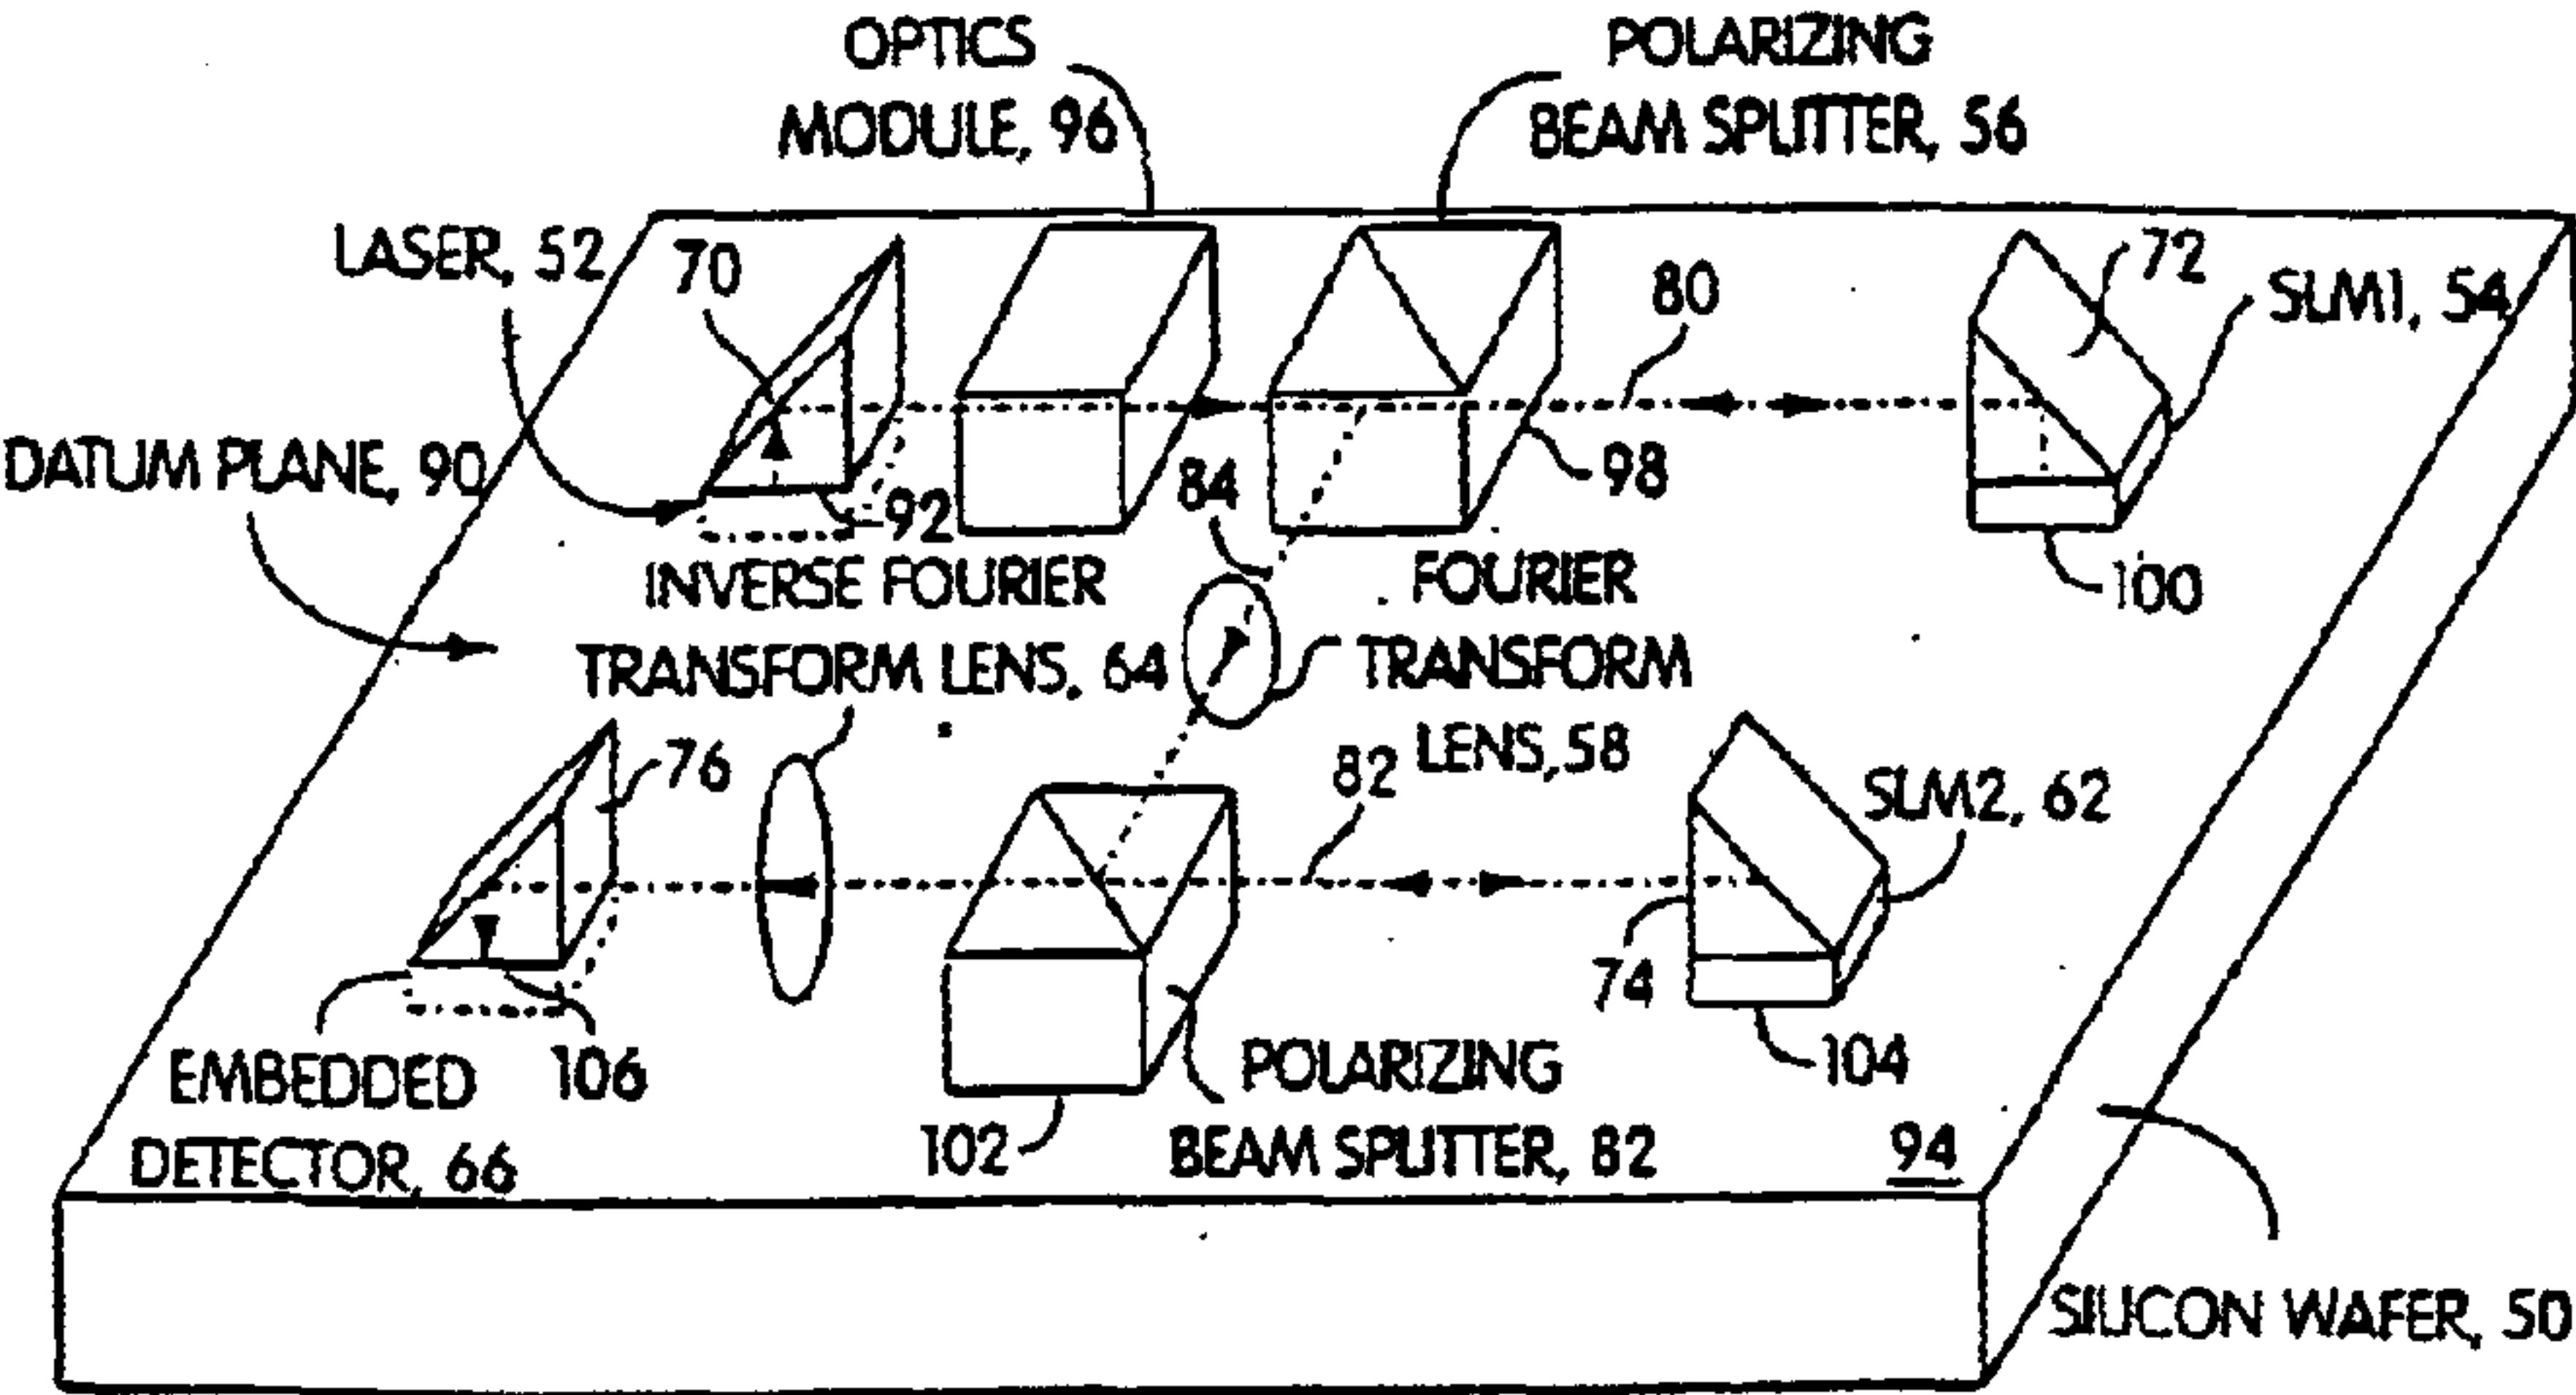 OPTICS
MODULE, 96
POLARIZING
BEAM SPLITTER, 56
LASER, 52
70
80
72
SLM1, 54
DATUM PLANE, 90
92
84
98
100
INVERSE FOURIER
TRANSFORM LENS, 64
FOURIER
TRANSFORM
LENS,58
76
82
SLM2, 62
74
104
EMBEDDED
DETECTOR, 66
106
102
POLARIZING
BEAM SPLITTER, 82
94
SILICON WAFER, 50